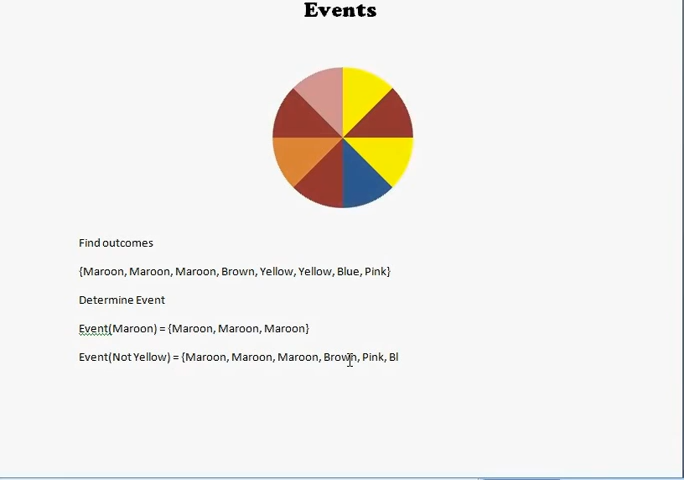 Events
Find outcomes
{Maroon, Maroon, Maroon, Brown, Yellow, Yellow, Blue, Pink}
Determine Event
Event(Maroon) = {Maroon, Maroon, Maroon}
Event(Not Yellow) = {Maroon, Maroon, Maroon, Brown, Pink, Bl